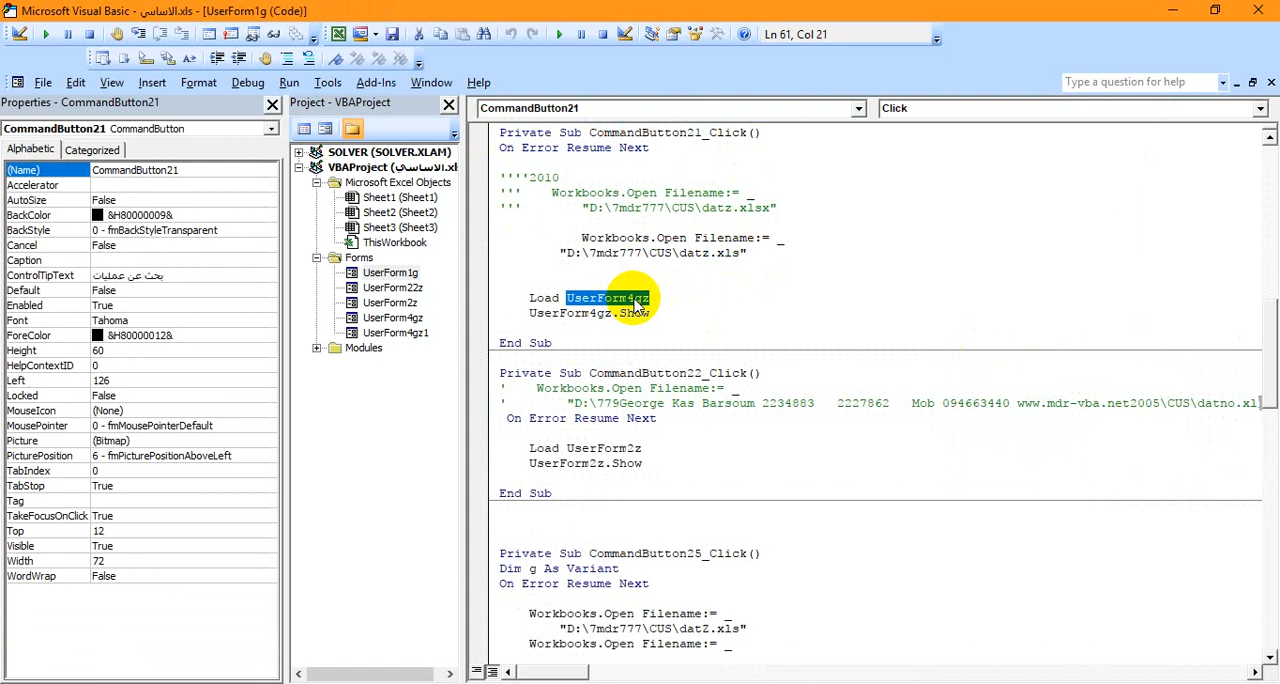 Microsoft Visual Basic - الاساسي.xls - [UserForm1g (Code)]
Ln 61, Col 21
File Edit View Insert Format Debug Run Tools Add-Ins Window Help
Type a question for help
Properties - CommandButton21
CommandButton21 CommandButton
Alphabetic Categorized
(Name) CommandButton21
Accelerator
AutoSize False
BackColor &H80000009&
BackStyle 0 - fmBackStyleTransparent
Cancel False
Caption
ControlTipText بحث عن عمليات
Default False
Enabled True
Font Tahoma
ForeColor &H80000012&
Height 60
HelpContextID 0
Left 126
Locked False
MouseIcon (None)
MousePointer 0 - fmMousePointerDefault
Picture (Bitmap)
PicturePosition 6 - fmPicturePositionAboveLeft
TabIndex 0
TabStop True
Tag
TakeFocusOnClick True
Top 12
Visible True
Width 72
WordWrap False
Project - VBAProject
SOLVER (SOLVER.XLAM)
VBAProject (الاساسي.xl
Microsoft Excel Objects
Sheet1 (Sheet1)
Sheet2 (Sheet2)
Sheet3 (Sheet3)
ThisWorkbook
Forms
UserForm1g
UserForm22z
UserForm2z
UserForm4gz
UserForm4gz1
Modules
CommandButton21
Click
Private Sub CommandButton21_Click()
On Error Resume Next
''''2010
''' Workbooks.Open Filename:= _
''' "D:\7mdr777\CUS\datz.xlsx"
Workbooks.Open Filename:= _
"D:\7mdr777\CUS\datz.xls"
Load UserForm4gz
UserForm4gz.Show
End Sub
Private Sub CommandButton22_Click()
' Workbooks.Open Filename:= _
' "D:\779George Kas Barsoum 2234883 2227862 Mob 094663440 www.mdr-vba.net2005\CUS\datno.xl
On Error Resume Next
Load UserForm2z
UserForm2z.Show
End Sub
Private Sub CommandButton25_Click()
Dim g As Variant
On Error Resume Next
Workbooks.Open Filename:= _
"D:\7mdr777\CUS\datZ.xls"
Workbooks.Open Filename:= _